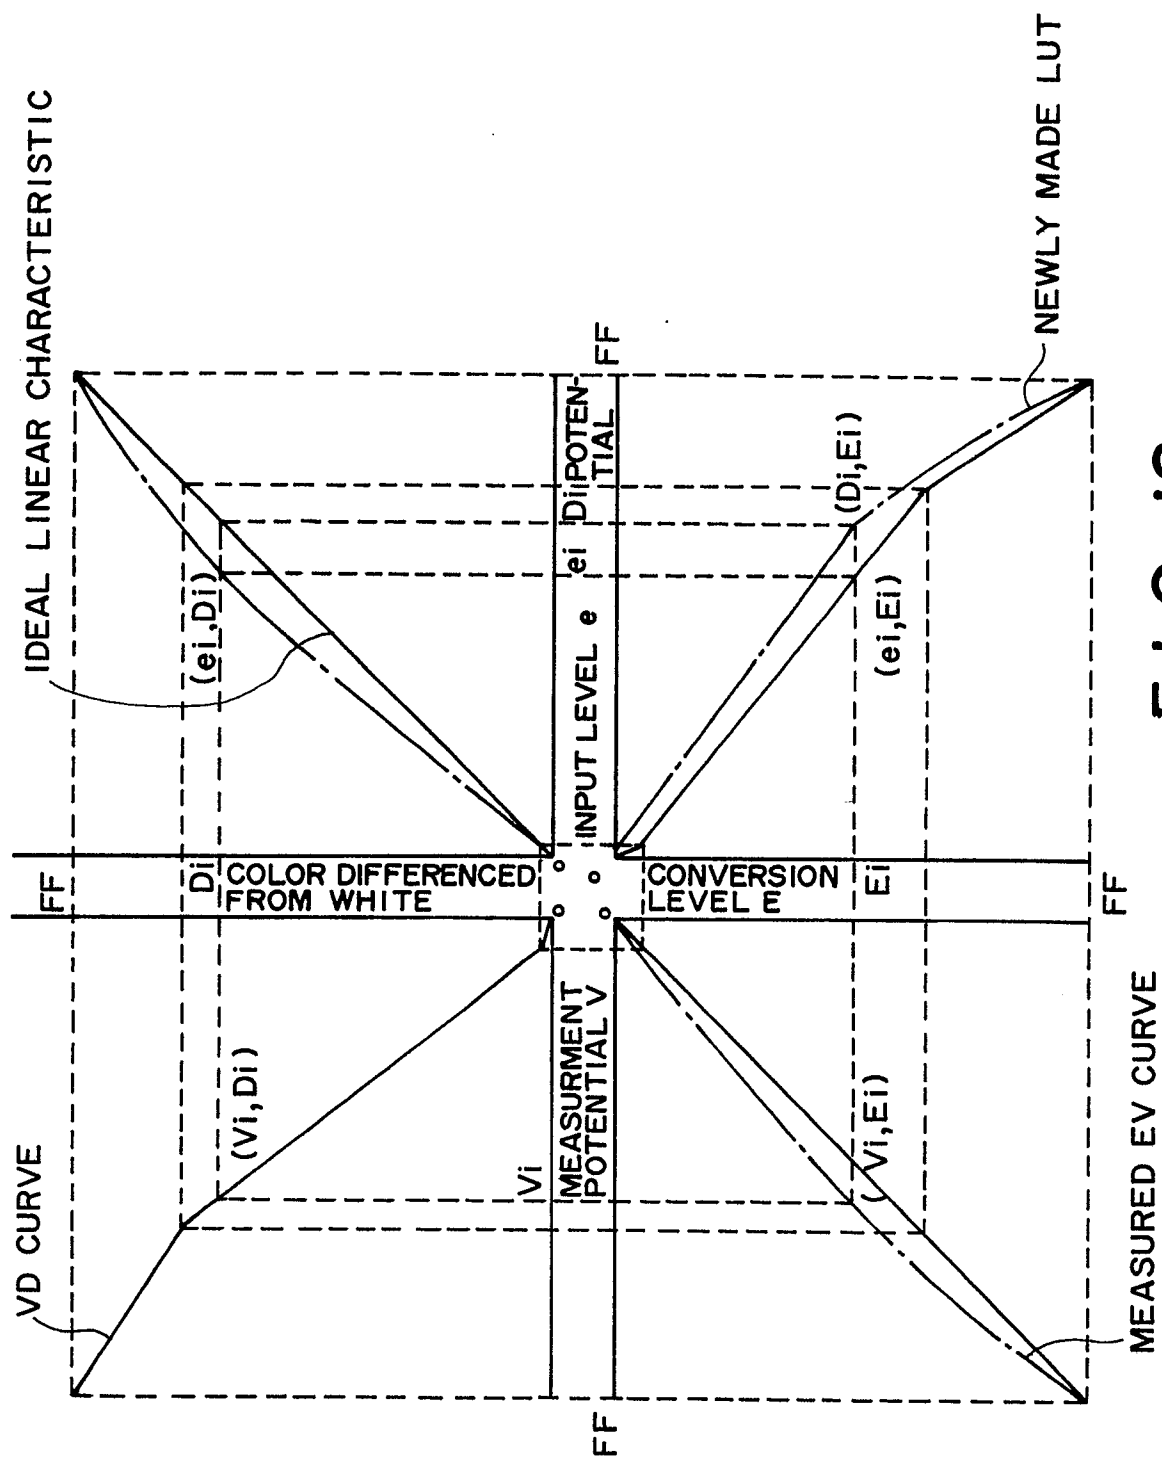 IDEAL LINEAR CHARACTERISTIC
VD CURVE
FF
Di
(ei,Di)
COLOR DIFFERENCED
FROM WHITE
(Vi,Di)
Vi
MEASURMENT
POTENTIAL V
INPUT LEVEL e
ei
Di
POTEN-
TIAL
FF
FF
o
o
o
o
CONVERSION
LEVEL E
Ei
(Vi,Ei)
(Di,Ei)
(ei,Ei)
FF
NEWLY MADE LUT
MEASURED EV CURVE